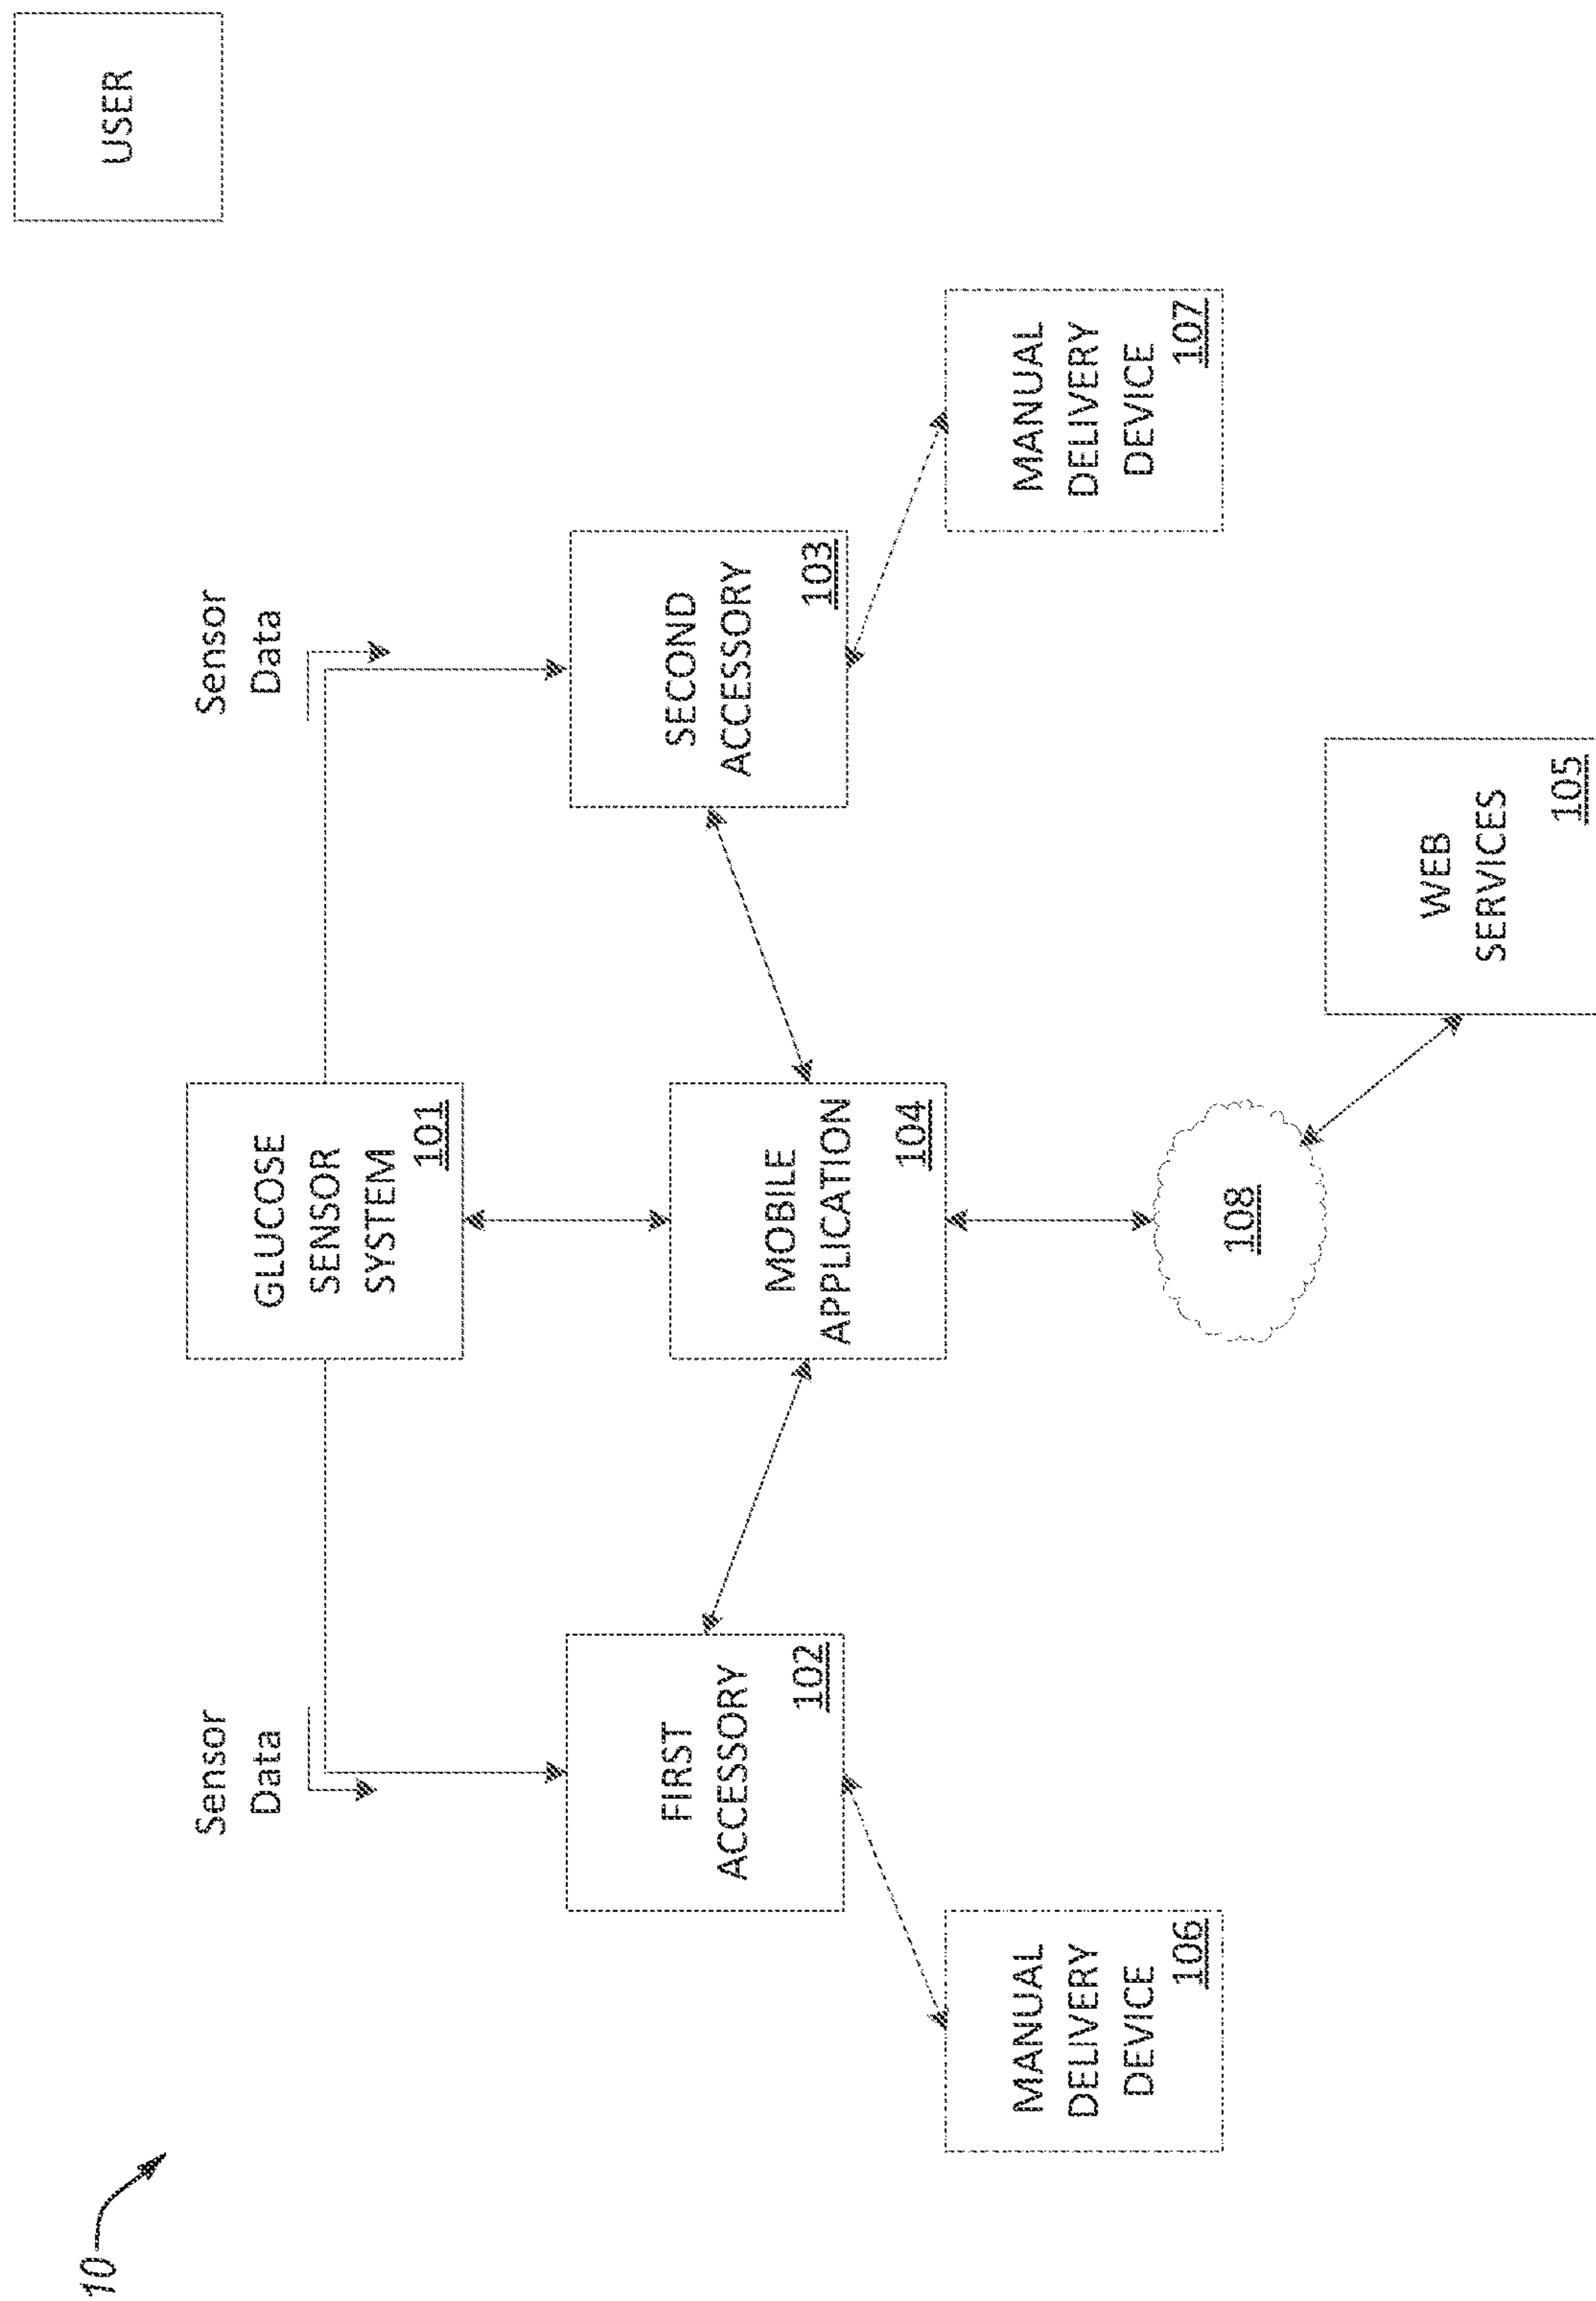 10
USER
Sensor
Data
GLUCOSE
SENSOR
SYSTEM
101
Sensor
Data
FIRST
ACCESSORY
102
MOBILE
APPLICATION
104
SECOND
ACCESSORY
103
MANUAL
DELIVERY
DEVICE
106
108
MANUAL
DELIVERY
DEVICE
107
WEB
SERVICES
105